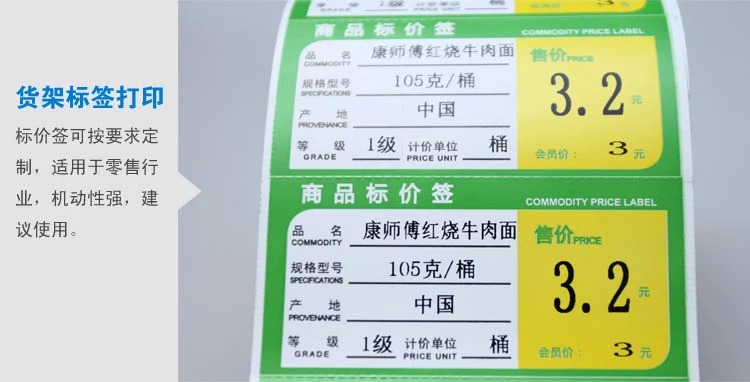 货架标签打印
标价签可按要求定
制，适用于零售行
业，机动性强，建
议使用。
会员价： 3 元
商品标价签 COMMODITY PRICE LABEL
品 名 康师傅红烧牛肉面
COMMODITY
售价PRICE
规格型号 105克/桶
SPECIFICATIONS
3.2元
产 地 中国
PROVENANCE
等 级 1级 计价单位 桶
GRADE PRICE UNIT
会员价： 3 元
商品标价签 COMMODITY PRICE LABEL
品 名 康师傅红烧牛肉面
COMMODITY
售价PRICE
规格型号 105克/桶
SPECIFICATIONS
3.2元
产 地 中国
PROVENANCE
等 级 1级 计价单位 桶
GRADE PRICE UNIT
会员价： 3 元